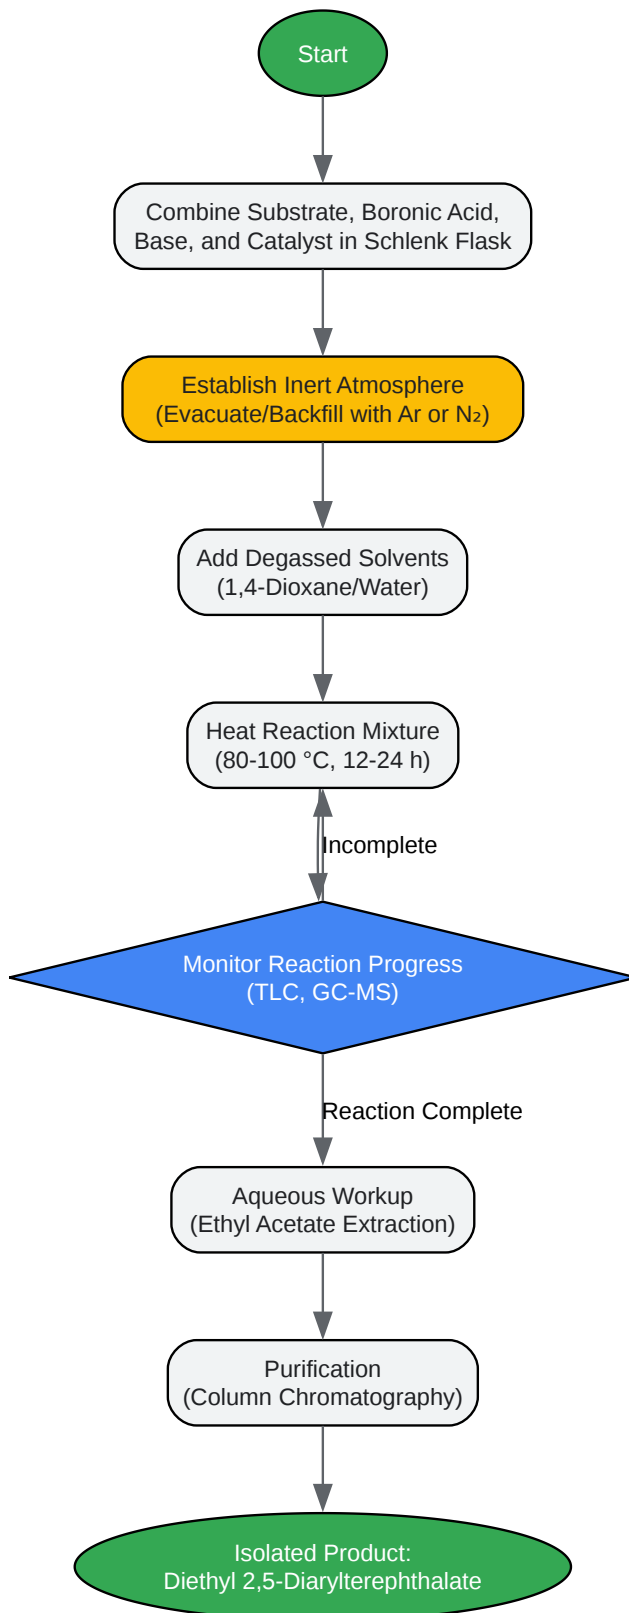 Start
Combine Substrate, Boronic Acid,
Base, and Catalyst in Schlenk Flask
Establish Inert Atmosphere
(Evacuate/Backfill with Ar or N₂)
Add Degassed Solvents
(1,4-Dioxane/Water)
Heat Reaction Mixture
(80-100 °C, 12-24 h)
Incomplete
Monitor Reaction Progress
(TLC, GC-MS)
Reaction Complete
Aqueous Workup
(Ethyl Acetate Extraction)
Purification
(Column Chromatography)
Isolated Product:
Diethyl 2,5-Diarylterephthalate